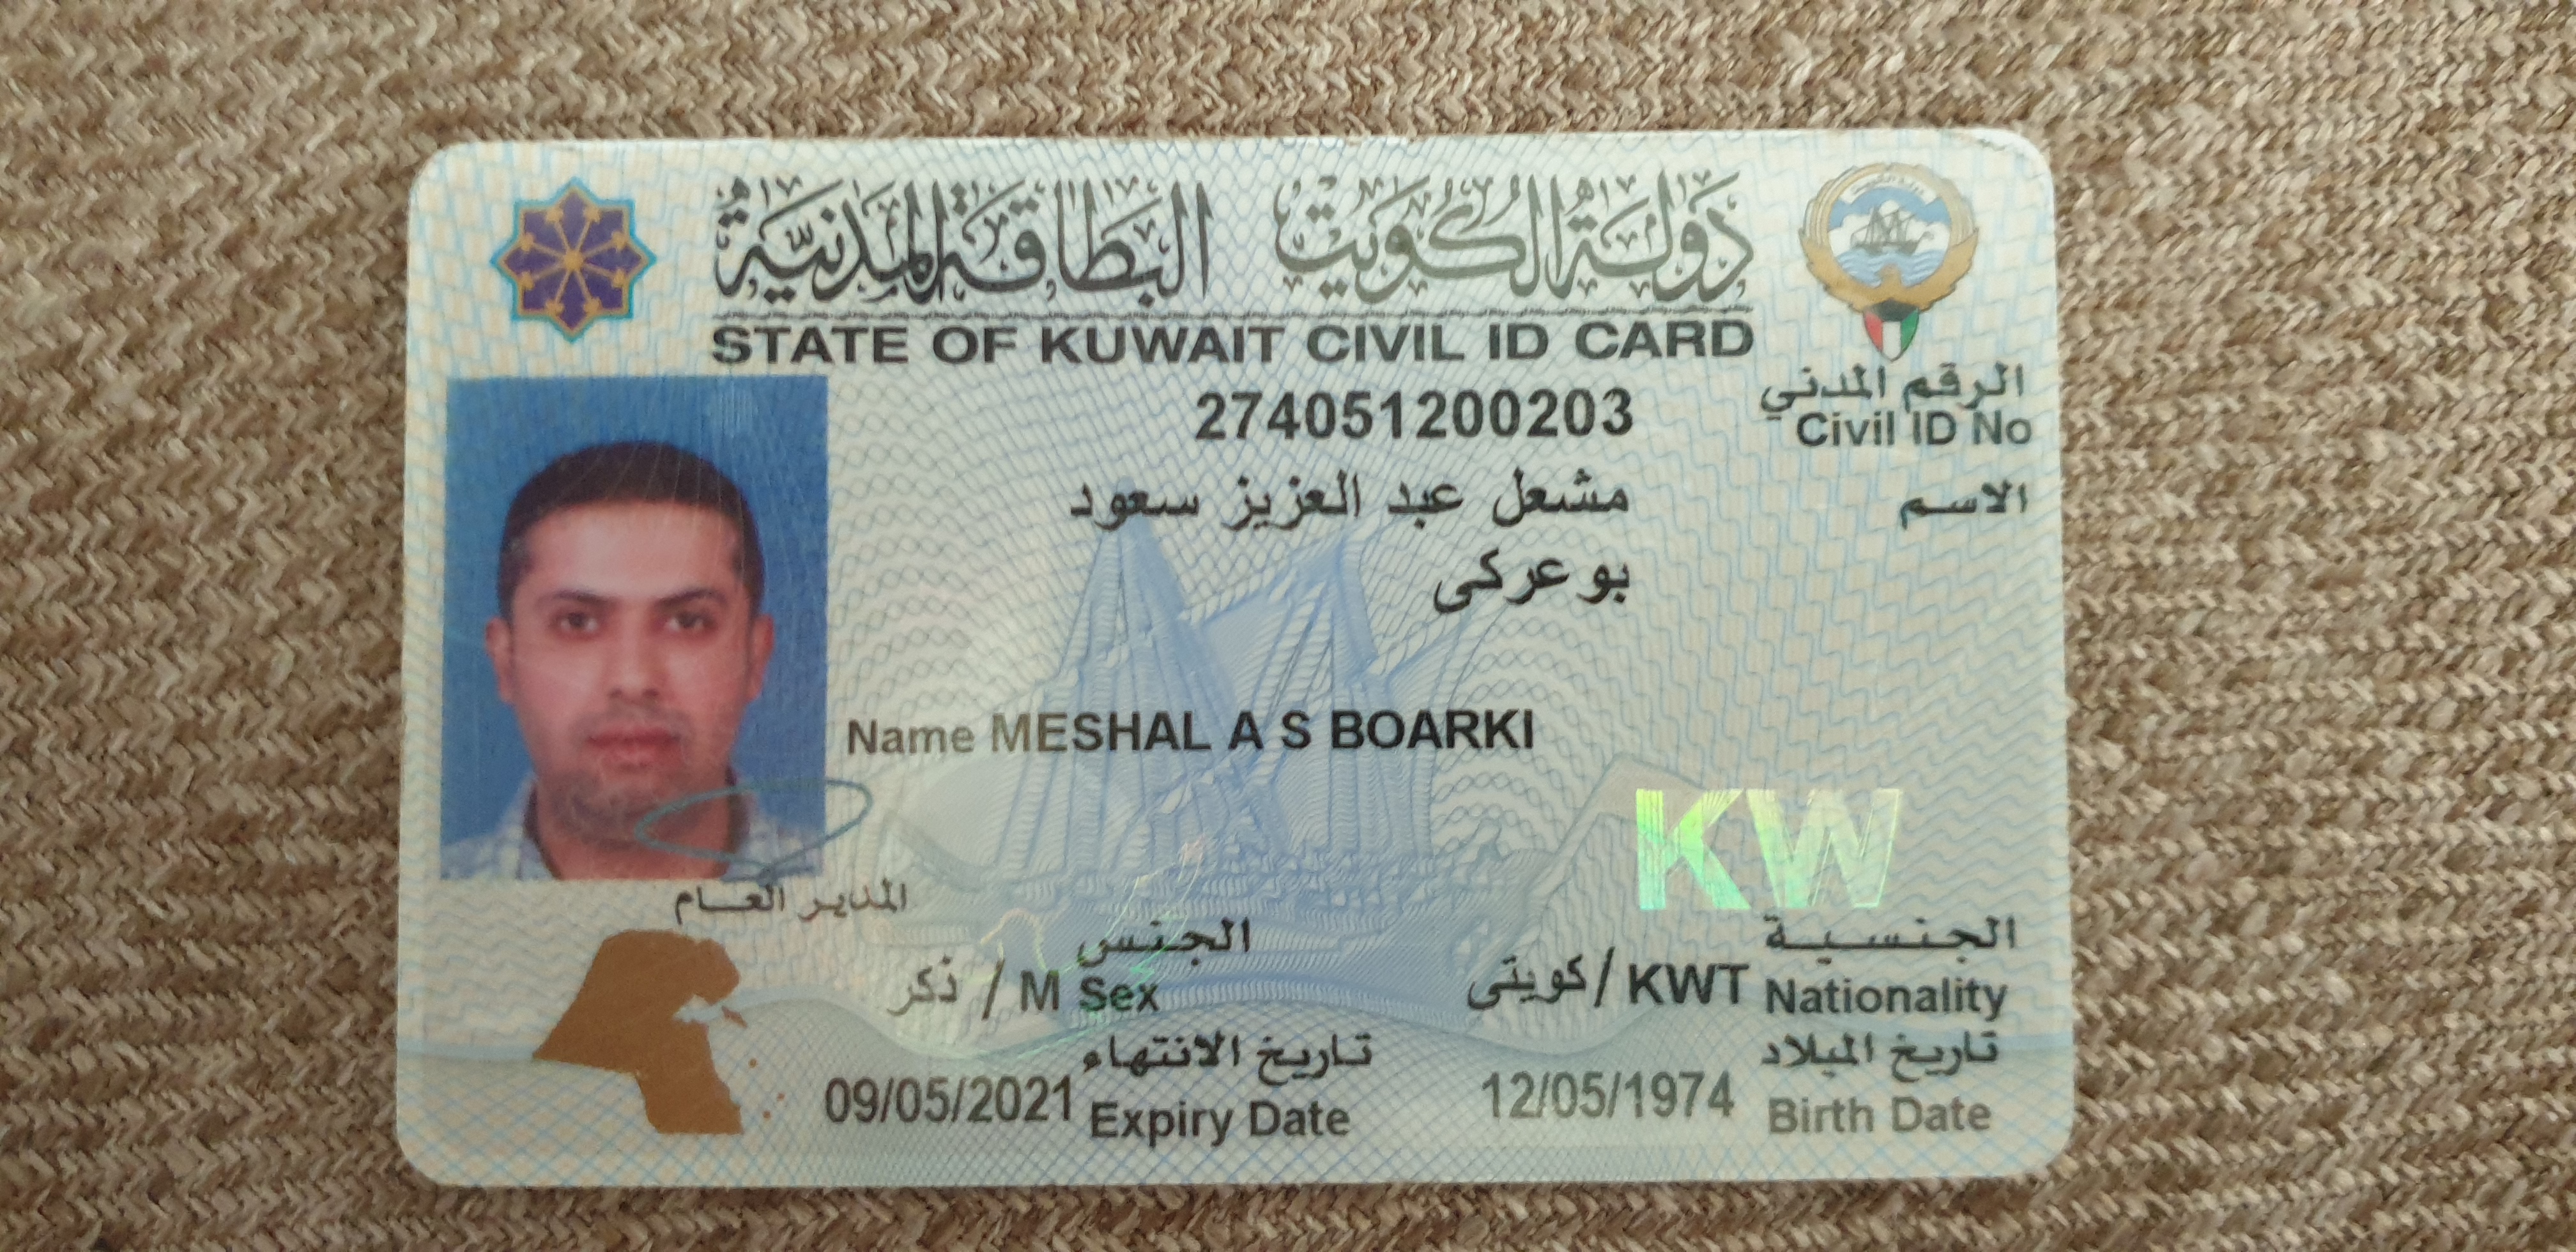 دولة الكويت البطاقة المدنية
STATE OF KUWAIT CIVIL ID CARD
الرقم المدني
274051200203 Civil ID No
الاسم مشعل عبد العزيز سعود
بوعركى
Name MESHAL A S BOARKI
KW
المدير العام
الجنسية الجنس
Nationality KWT / كويتى Sex M / ذكر
تاريخ الميلاد تاريخ الانتهاء
Birth Date 12/05/1974 Expiry Date 09/05/2021